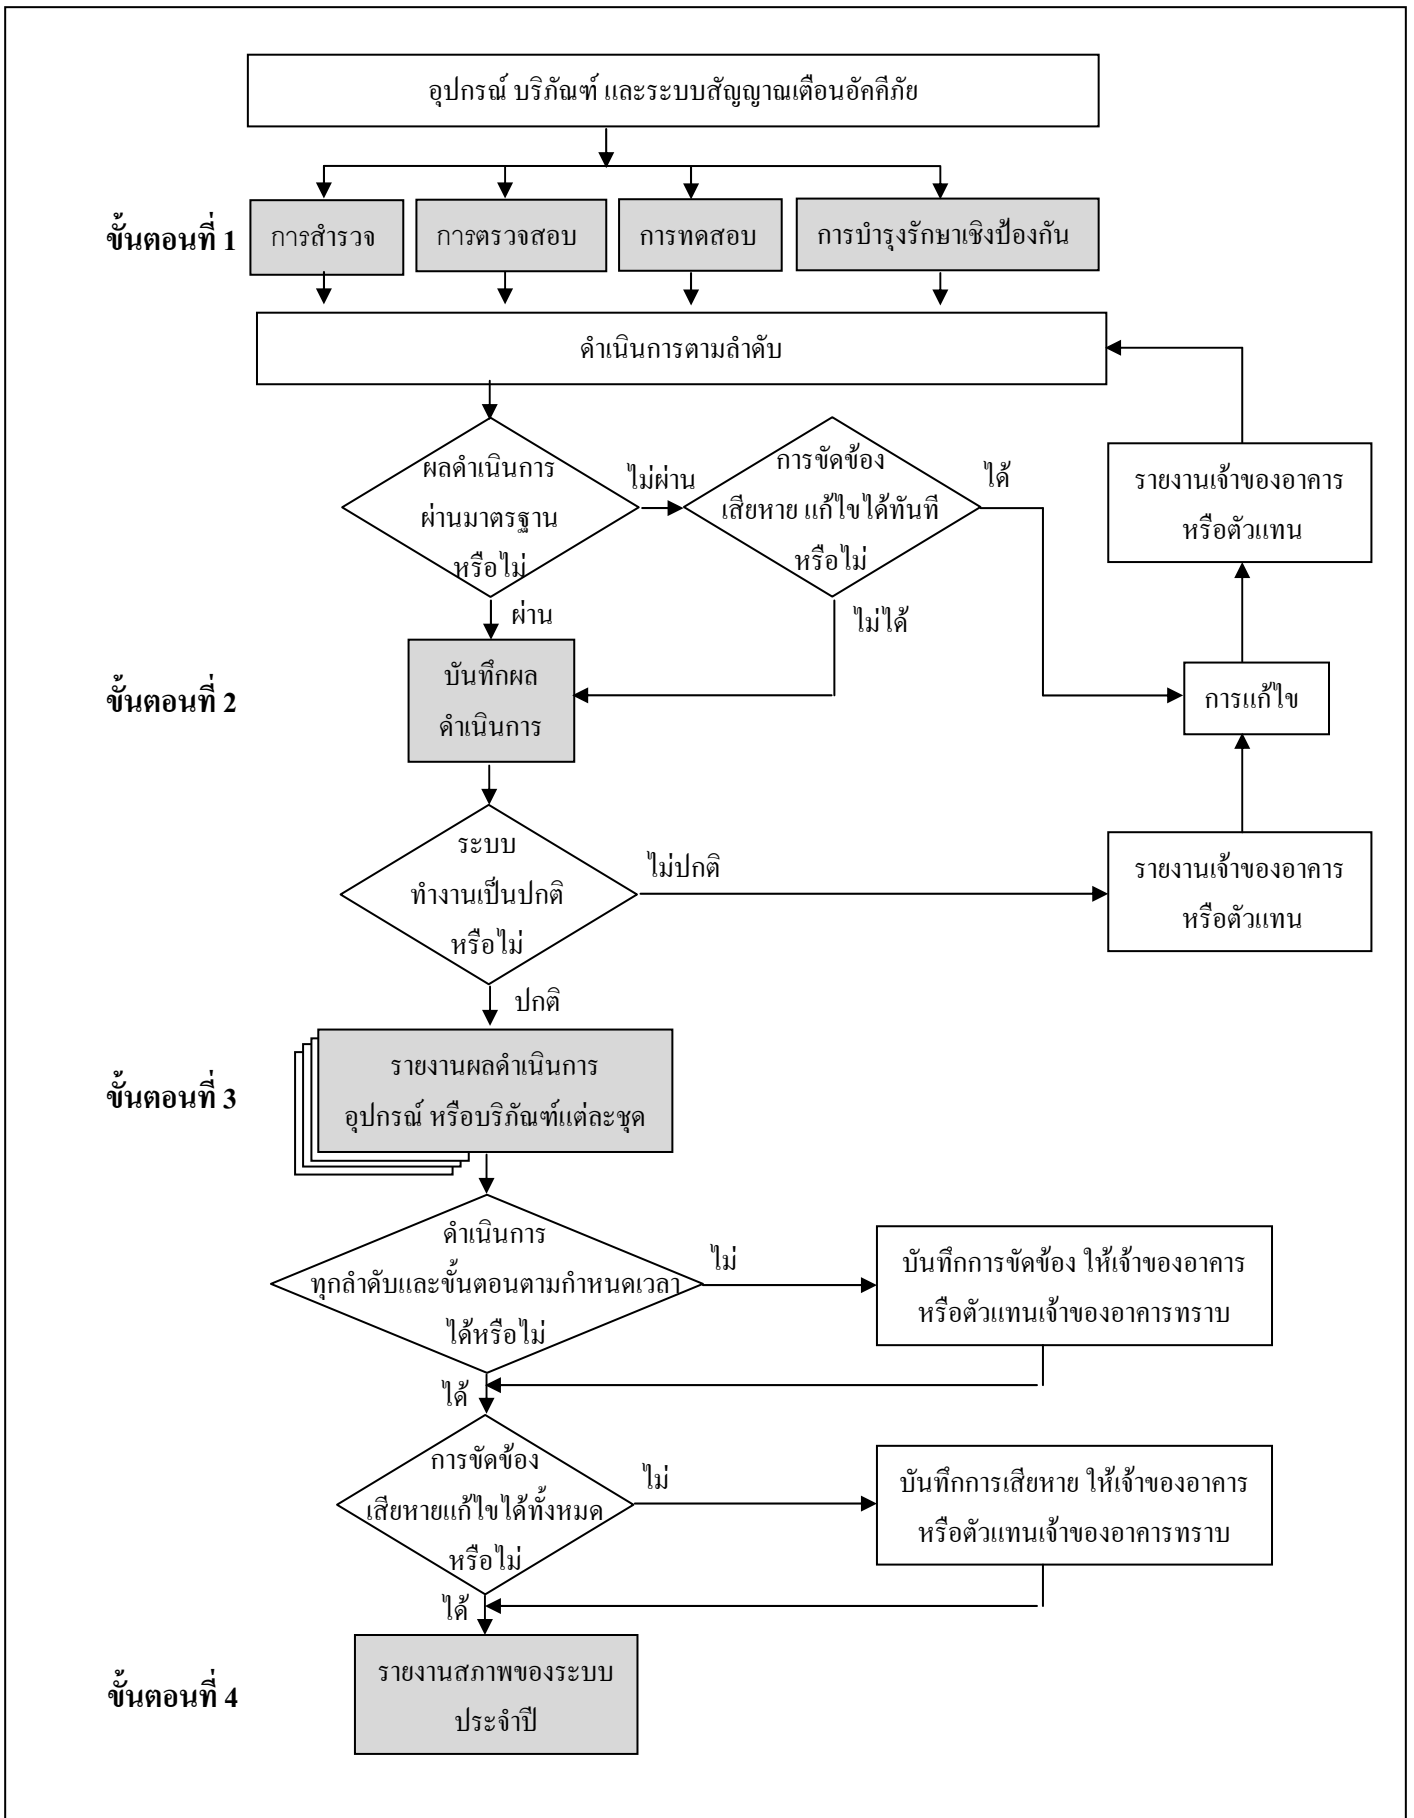 อุปกรณ์ บริภัณฑ์ และระบบสัญญาณเตือนอัคคีภัย
ขั้นตอนที่ 1
การสำรวจ
การตรวจสอบ
การทดสอบ
การบำรุงรักษาเชิงป้องกัน
ดำเนินการตามลำดับ
ผลดำเนินการ
ผ่านมาตรฐาน
หรือไม่
ไม่ผ่าน
การขัดข้อง
เสียหาย แก้ไขได้ทันที
หรือไม่
ได้
รายงานเจ้าของอาคาร
หรือตัวแทน
ผ่าน
ไม่ได้
ขั้นตอนที่ 2
บันทึกผล
ดำเนินการ
การแก้ไข
ระบบ
ทำงานเป็นปกติ
หรือไม่
ไม่ปกติ
รายงานเจ้าของอาคาร
หรือตัวแทน
ปกติ
ขั้นตอนที่ 3
รายงานผลดำเนินการ
อุปกรณ์ หรือบริภัณฑ์แต่ละชุด
ดำเนินการ
ทุกลำดับและขั้นตอนตามกำหนดเวลา
ได้หรือไม่
ไม่
บันทึกการขัดข้อง ให้เจ้าของอาคาร
หรือตัวแทนเจ้าของอาคารทราบ
ได้
การขัดข้อง
เสียหายแก้ไขได้ทั้งหมด
หรือไม่
ไม่
บันทึกการเสียหาย ให้เจ้าของอาคาร
หรือตัวแทนเจ้าของอาคารทราบ
ได้
ขั้นตอนที่ 4
รายงานสภาพของระบบ
ประจำปี